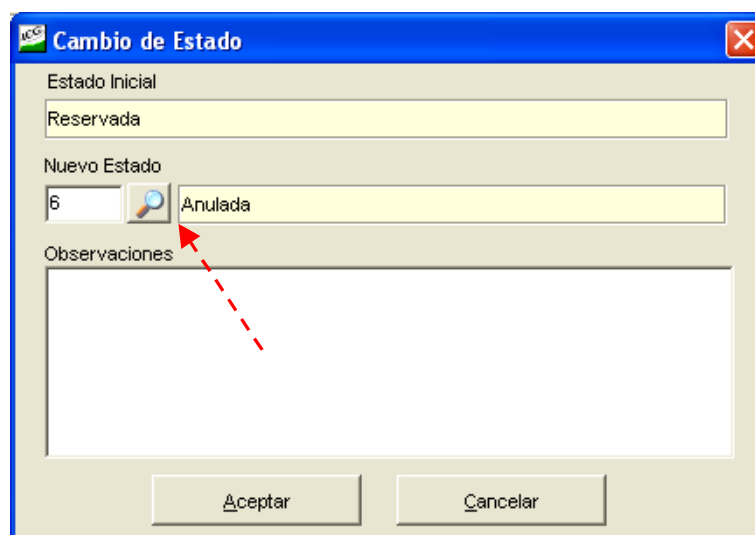 ICG Cambio de Estado
Estado Inicial
Reservada
Nuevo Estado
6 Anulada
Observaciones
Aceptar Cancelar